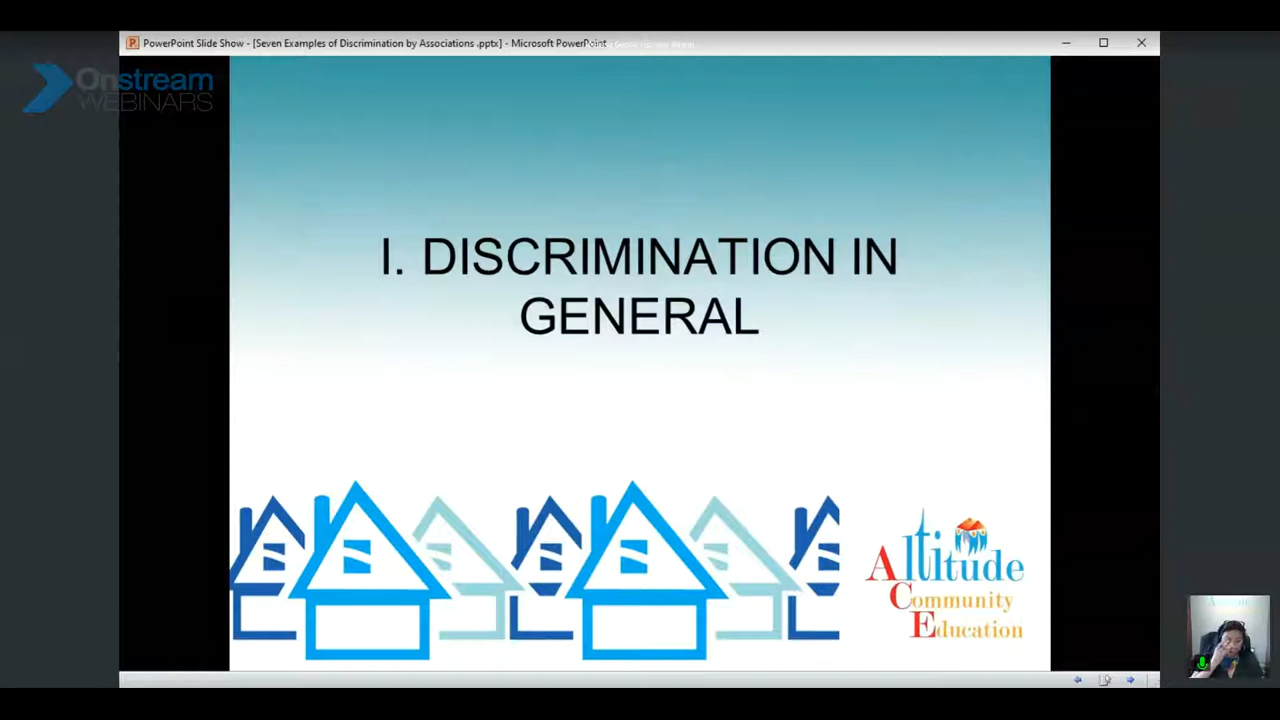 PowerPoint Slide Show - [Seven Examples of Discrimination by Associations .pptx] - Microsoft PowerPoint
Onstream
WEBINARS
I. DISCRIMINATION IN
GENERAL
Altitude
Community
Education